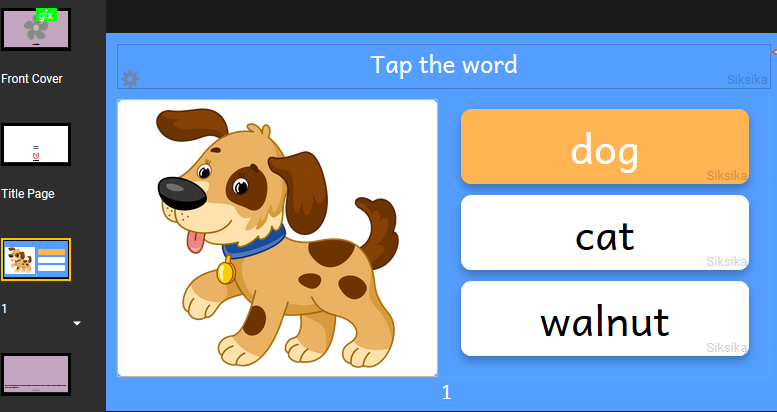 gfx
Front Cover
Title Page
1
Tap the word
Siksika
dog
Siksika
cat
Siksika
walnut
Siksika
1